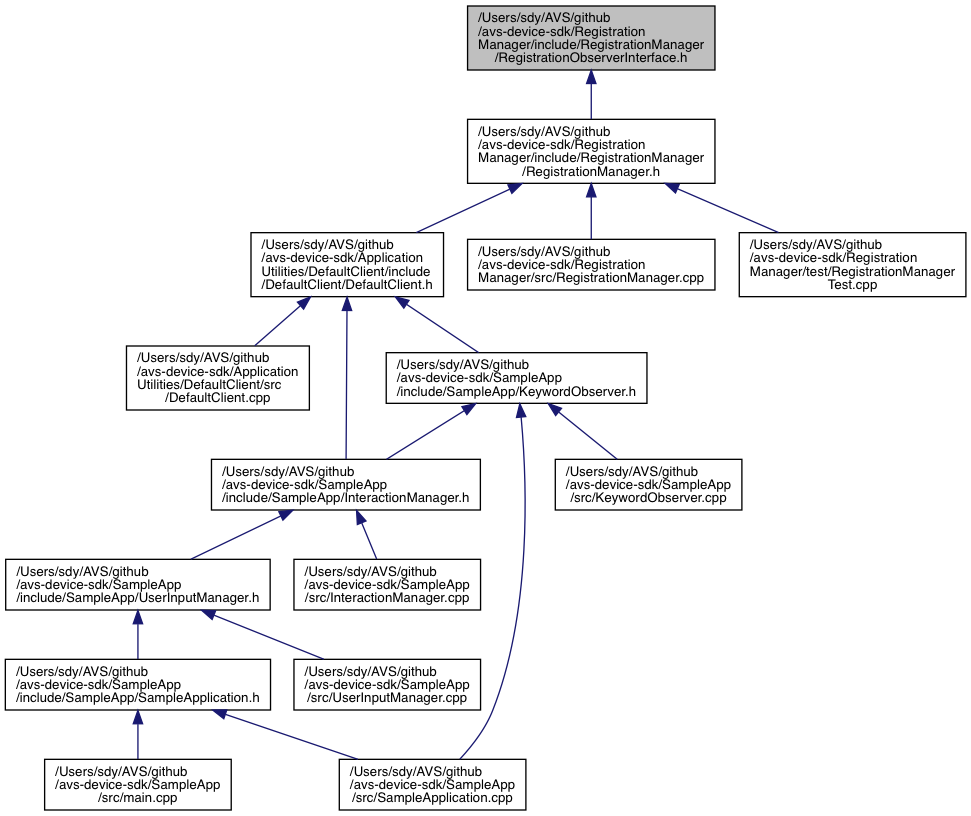 /Users/sdy/AVS/github
/avs-device-sdk/Registration
Manager/include/RegistrationManager
/RegistrationObserverInterface.h
/Users/sdy/AVS/github
/avs-device-sdk/Registration
Manager/include/RegistrationManager
/RegistrationManager.h
/Users/sdy/AVS/github
/avs-device-sdk/Application
Utilities/DefaultClient/include
/DefaultClient/DefaultClient.h
/Users/sdy/AVS/github
/avs-device-sdk/Registration
Manager/src/RegistrationManager.cpp
/Users/sdy/AVS/github
/avs-device-sdk/Registration
Manager/test/RegistrationManager
Test.cpp
/Users/sdy/AVS/github
/avs-device-sdk/Application
Utilities/DefaultClient/src
/DefaultClient.cpp
/Users/sdy/AVS/github
/avs-device-sdk/SampleApp
/include/SampleApp/KeywordObserver.h
/Users/sdy/AVS/github
/avs-device-sdk/SampleApp
/include/SampleApp/InteractionManager.h
/Users/sdy/AVS/github
/avs-device-sdk/SampleApp
/src/KeywordObserver.cpp
/Users/sdy/AVS/github
/avs-device-sdk/SampleApp
/include/SampleApp/UserInputManager.h
/Users/sdy/AVS/github
/avs-device-sdk/SampleApp
/src/InteractionManager.cpp
/Users/sdy/AVS/github
/avs-device-sdk/SampleApp
/include/SampleApp/SampleApplication.h
/Users/sdy/AVS/github
/avs-device-sdk/SampleApp
/src/UserInputManager.cpp
/Users/sdy/AVS/github
/avs-device-sdk/SampleApp
/src/main.cpp
/Users/sdy/AVS/github
/avs-device-sdk/SampleApp
/src/SampleApplication.cpp